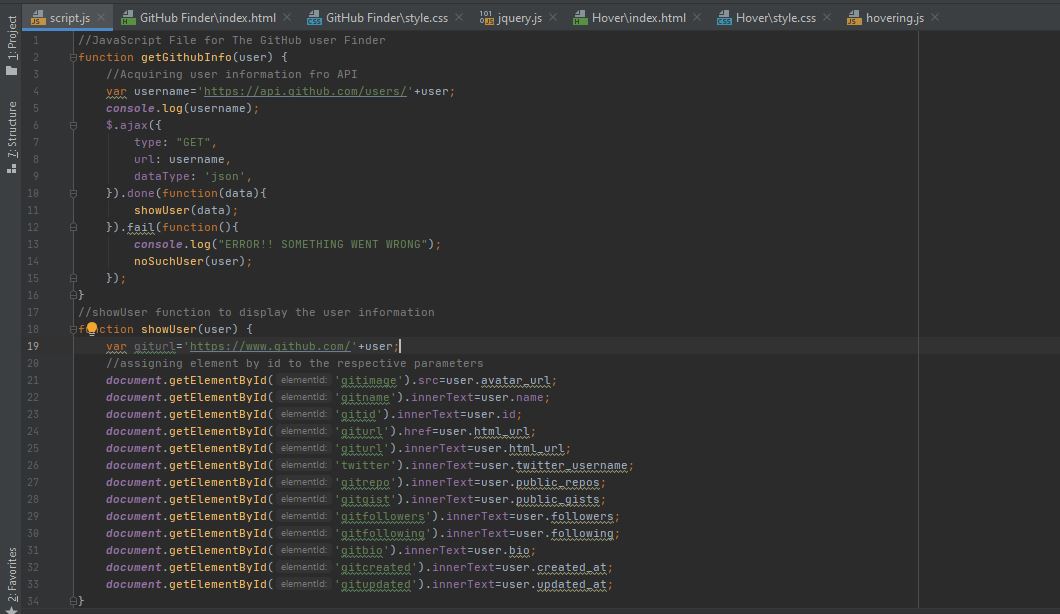 script.js GitHub Finder\index.html GitHub Finder\style.css jquery.js Hover\index.html Hover\style.css hovering.js
1: Project
7: Structure
2: Favorites
1 //JavaScript File for The GitHub user Finder
2 function getGithubInfo(user) {
3 //Acquiring user information fro API
4 var username='https://api.github.com/users/'+user;
5 console.log(username);
6 $.ajax({
7 type: "GET",
8 url: username,
9 dataType: 'json',
10 }).done(function(data){
11 showUser(data);
12 }).fail(function(){
13 console.log("ERROR!! SOMETHING WENT WRONG");
14 noSuchUser(user);
15 });
16 }
17 //showUser function to display the user information
18 function showUser(user) {
19 var giturl='https://www.github.com/'+user;
20 //assigning element by id to the respective parameters
21 document.getElementById( elementId: 'gitimage').src=user.avatar_url;
22 document.getElementById( elementId: 'gitname').innerText=user.name;
23 document.getElementById( elementId: 'gitid').innerText=user.id;
24 document.getElementById( elementId: 'giturl').href=user.html_url;
25 document.getElementById( elementId: 'giturl').innerText=user.html_url;
26 document.getElementById( elementId: 'twitter').innerText=user.twitter_username;
27 document.getElementById( elementId: 'gitrepo').innerText=user.public_repos;
28 document.getElementById( elementId: 'gitgist').innerText=user.public_gists;
29 document.getElementById( elementId: 'gitfollowers').innerText=user.followers;
30 document.getElementById( elementId: 'gitfollowing').innerText=user.following;
31 document.getElementById( elementId: 'gitbio').innerText=user.bio;
32 document.getElementById( elementId: 'gitcreated').innerText=user.created_at;
33 document.getElementById( elementId: 'gitupdated').innerText=user.updated_at;
34 }